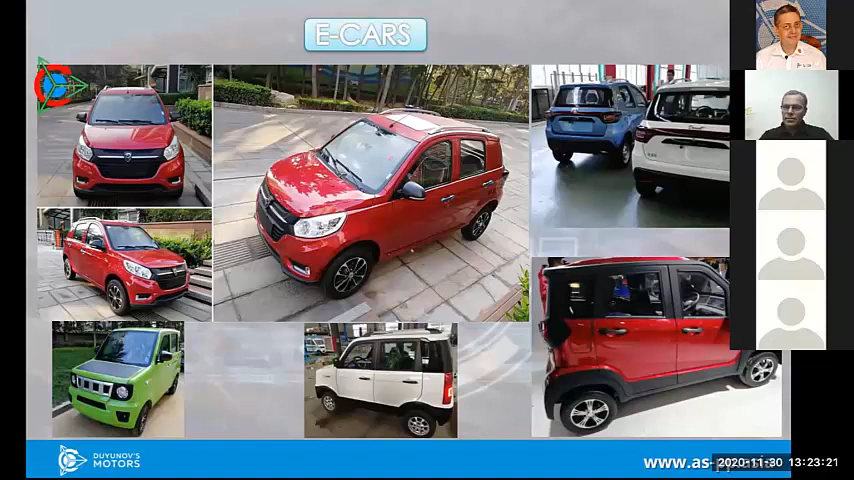 E-CARS
DUYUNOV'S
MOTORS
www.as-
2020-11-30 13:23:21